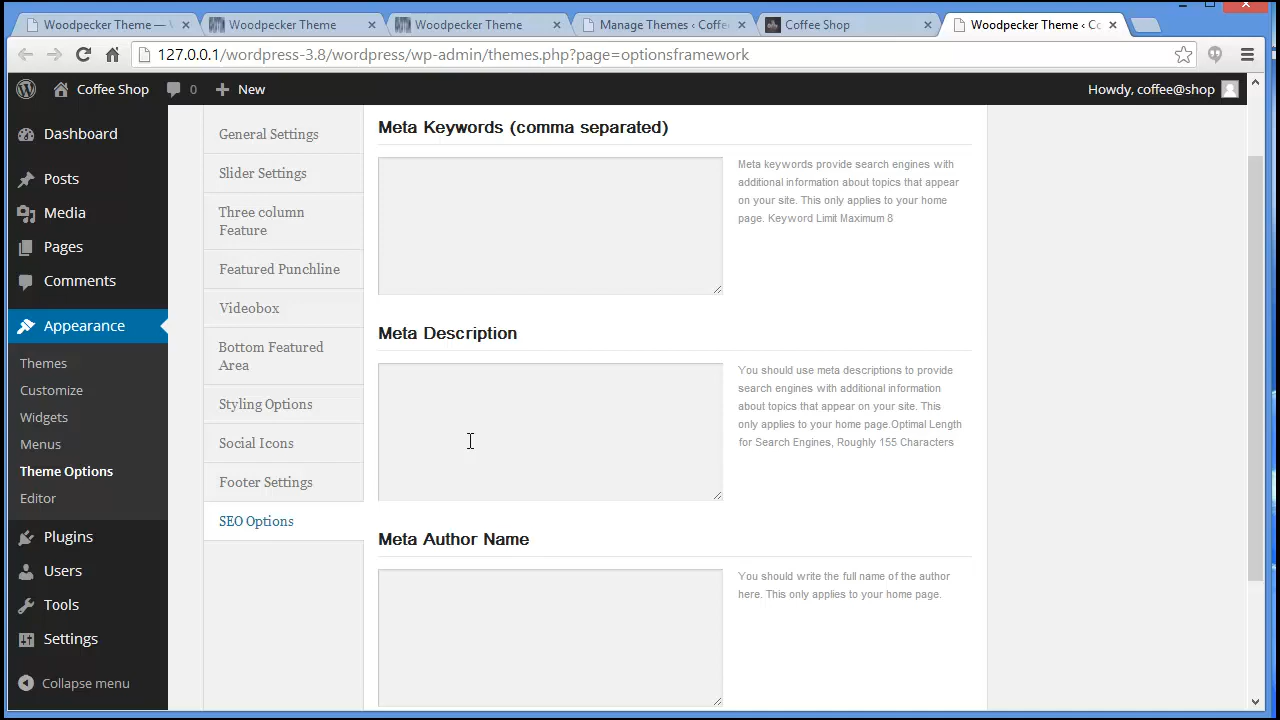 Woodpecker Theme —
Woodpecker Theme
Woodpecker Theme
Manage Themes ‹ Coffe
Coffee Shop
Woodpecker Theme ‹ Co
127.0.0.1/wordpress-3.8/wordpress/wp-admin/themes.php?page=optionsframework
Coffee Shop
0
New
Howdy, coffee@shop
Dashboard
Posts
Media
Pages
Comments
Appearance
Themes
Customize
Widgets
Menus
Theme Options
Editor
Plugins
Users
Tools
Settings
Collapse menu
General Settings
Slider Settings
Three column
Feature
Featured Punchline
Videobox
Bottom Featured
Area
Styling Options
Social Icons
Footer Settings
SEO Options
Meta Keywords (comma separated)
Meta keywords provide search engines with
additional information about topics that appear
on your site. This only applies to your home
page. Keyword Limit Maximum 8
Meta Description
You should use meta descriptions to provide
search engines with additional information
about topics that appear on your site. This
only applies to your home page.Optimal Length
for Search Engines, Roughly 155 Characters
Meta Author Name
You should write the full name of the author
here. This only applies to your home page.